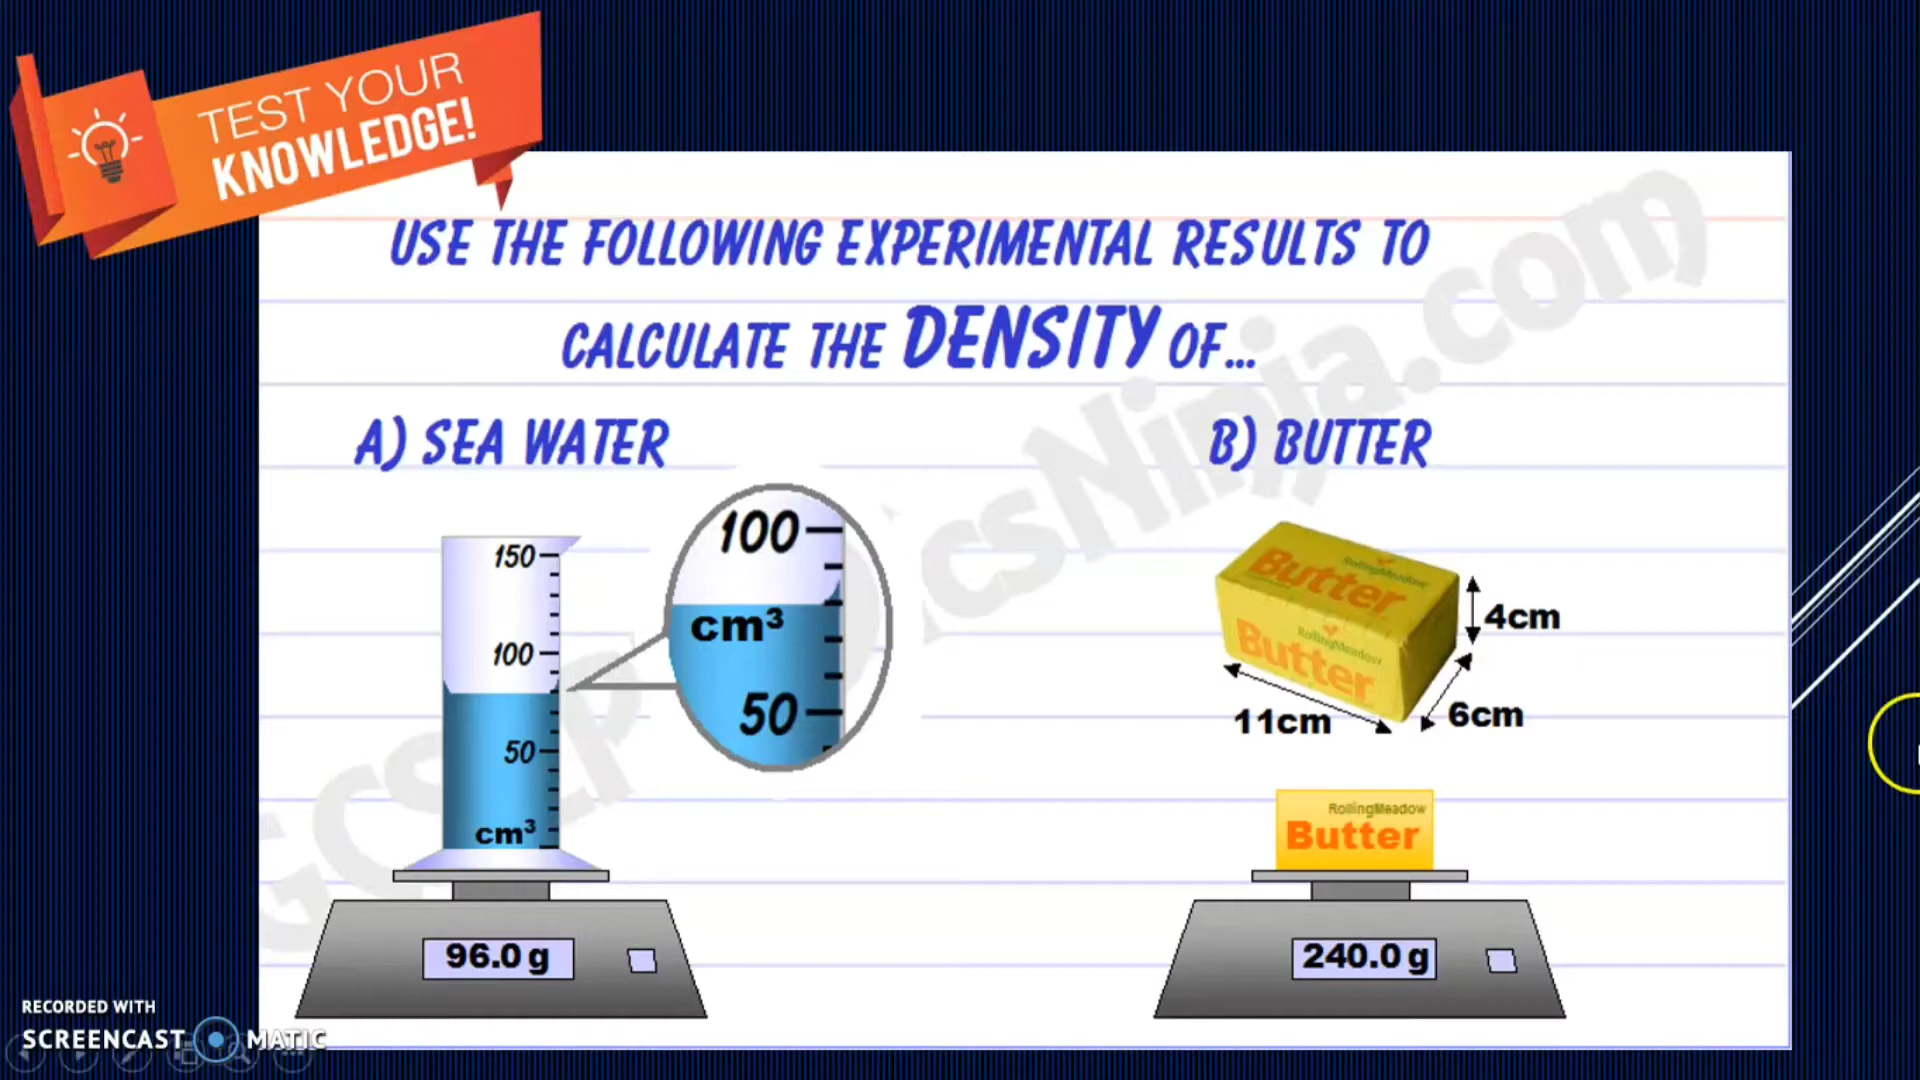 TEST YOUR
KNOWLEDGE!
USE THE FOLLOWING EXPERIMENTAL RESULTS TO
CALCULATE THE DENSITY OF...
A) SEA WATER
B) BUTTER
150
100
50
cm³
100
cm³
50
96.0 g
RollingMeadow
Butter
RollingMeadow
Butter
4cm
6cm
11cm
RollingMeadow
Butter
240.0 g
RECORDED WITH
SCREENCAST MATIC